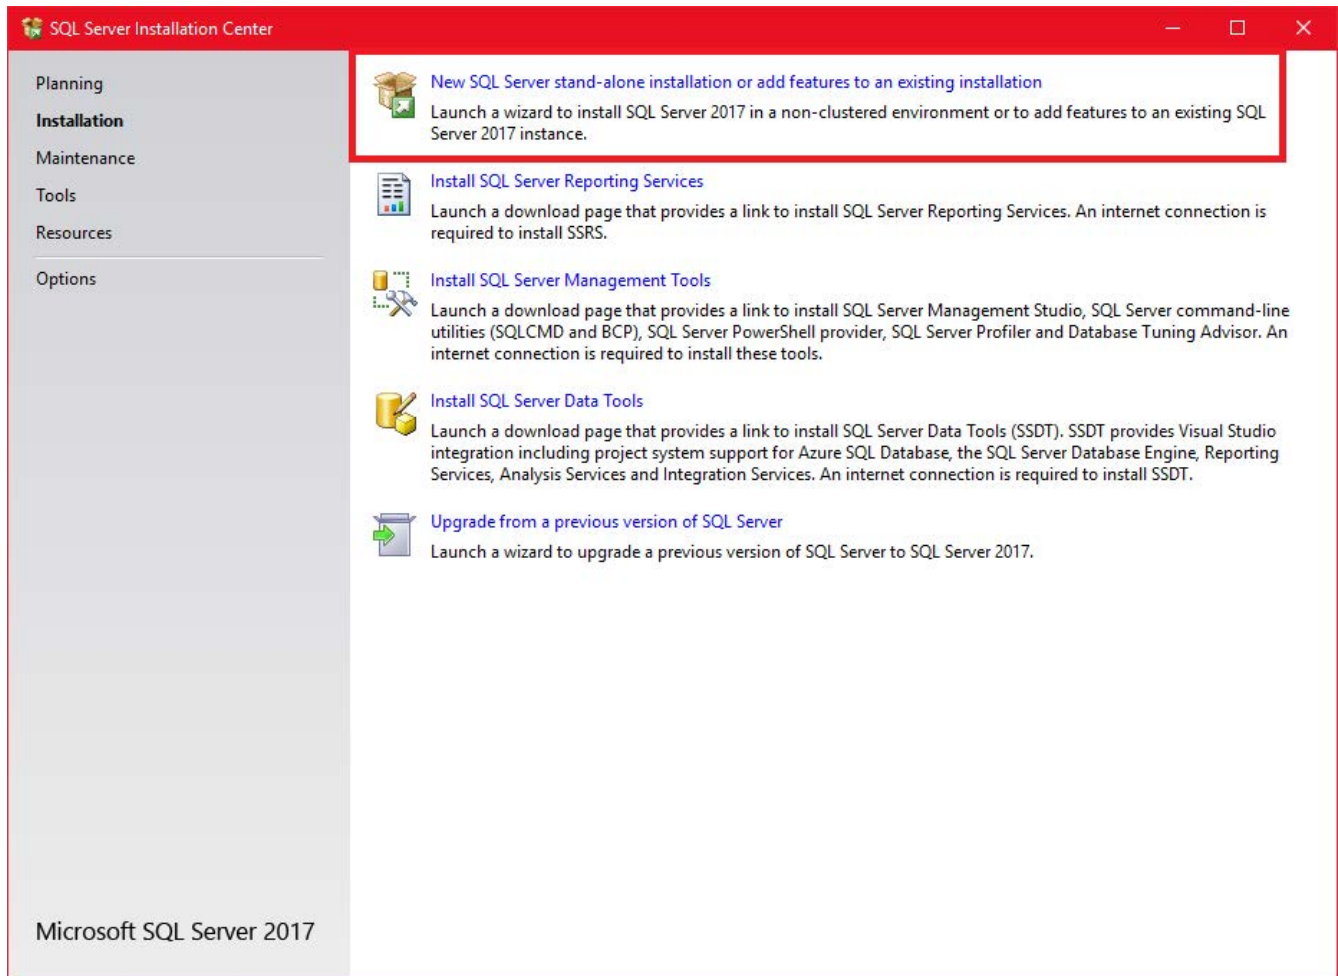 SQL Server Installation Center
Planning
Installation
Maintenance
Tools
Resources
Options
New SQL Server stand-alone installation or add features to an existing installation
Launch a wizard to install SQL Server 2017 in a non-clustered environment or to add features to an existing SQL
Server 2017 instance.
Install SQL Server Reporting Services
Launch a download page that provides a link to install SQL Server Reporting Services. An internet connection is
required to install SSRS.
Install SQL Server Management Tools
Launch a download page that provides a link to install SQL Server Management Studio, SQL Server command-line
utilities (SQLCMD and BCP), SQL Server PowerShell provider, SQL Server Profiler and Database Tuning Advisor. An
internet connection is required to install these tools.
Install SQL Server Data Tools
Launch a download page that provides a link to install SQL Server Data Tools (SSDT). SSDT provides Visual Studio
integration including project system support for Azure SQL Database, the SQL Server Database Engine, Reporting
Services, Analysis Services and Integration Services. An internet connection is required to install SSDT.
Upgrade from a previous version of SQL Server
Launch a wizard to upgrade a previous version of SQL Server to SQL Server 2017.
Microsoft SQL Server 2017